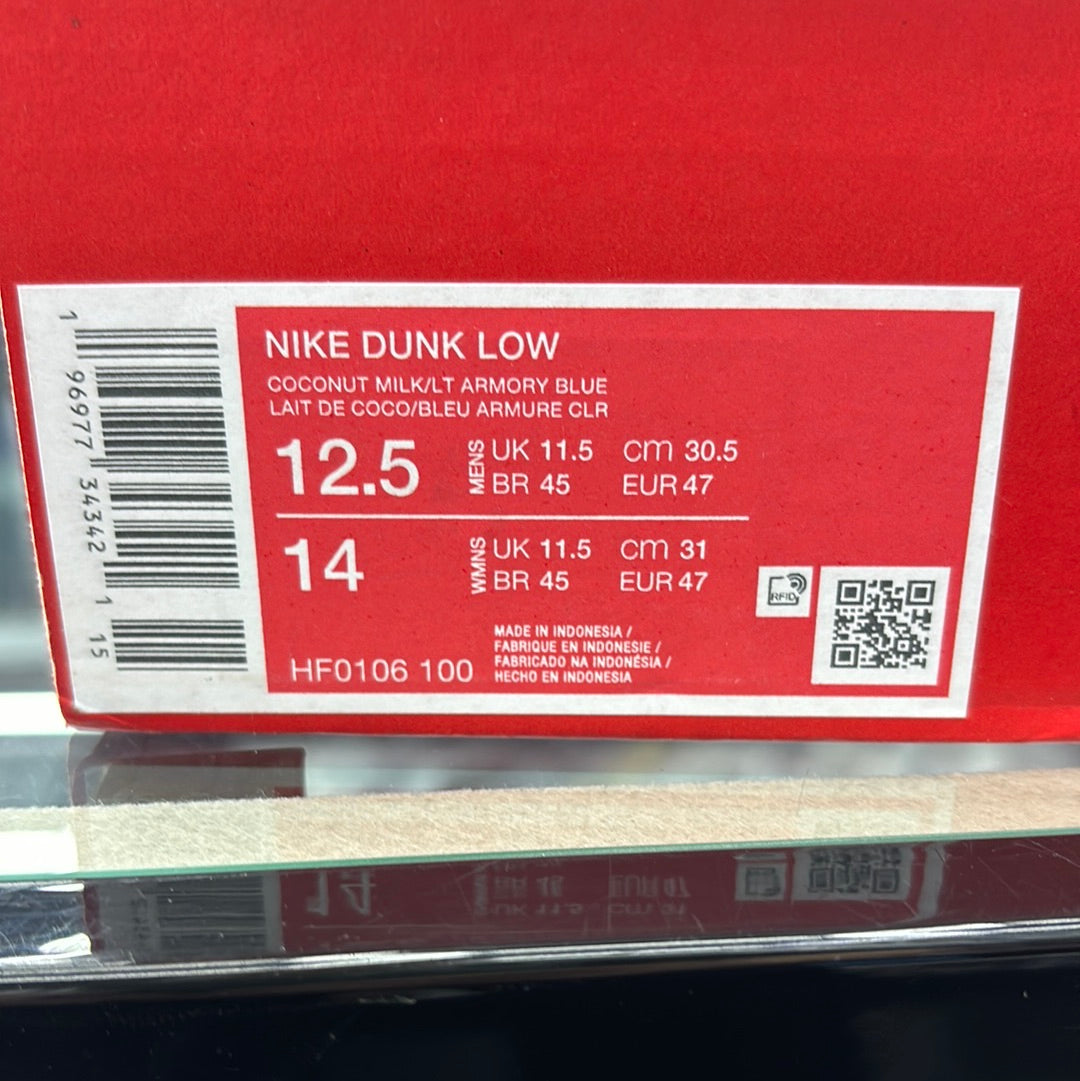 NIKE DUNK LOW
COCONUT MILK/LT ARMORY BLUE
LAIT DE COCO/BLEU ARMURE CLR
12.5
MENS
UK 11.5 cm 30.5
BR 45 EUR 47
14
WMNS
UK 11.5 cm 31
BR 45 EUR 47
RFID
HF0106 100
MADE IN INDONESIA /
FABRIQUE EN INDONESIE /
FABRICADO NA INDONÉSIA /
HECHO EN INDONESIA
1 96977 34342 1 15